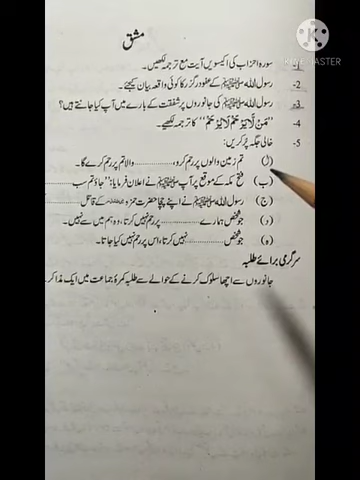 KINEMASTER
مشق
1- سورہ احزاب کی اکیسویں آیت مع ترجمہ لکھیں۔
2- رسول اللہ ﷺ کے عفو و درگزر کا کوئی واقعہ بیان کیجئے۔
3- رسول اللہ ﷺ کی جانوروں پر شفقت کے بارے میں آپ کیا جانتے ہیں؟
4- "مَنْ لَّا يَرْحَمُ لَا يُرْحَمُ" کا ترجمہ لکھیے۔
5- خالی جگہ پُر کریں:
(ا) تم زمین والوں پر رحم کرو، .............. والا تم پر رحم کرے گا۔
(ب) فتح مکہ کے موقع پر آپ ﷺ نے اعلان فرمایا: "جاؤ تم سب
(ج) رسول اللہ ﷺ نے اپنے چچا حضرت حمزہ کے قاتل ..............
(د) جو شخص ہمارے .............. پر رحم نہیں کرتا، وہ ہم میں سے نہیں۔
(ہ) جو شخص .............. نہیں کرتا، اس پر رحم نہیں کیا جاتا۔
سرگرمی برائے طلبہ
جانوروں سے اچھا سلوک کرنے کے حوالے سے طلبہ کمرۂ جماعت میں ایک مذاکر